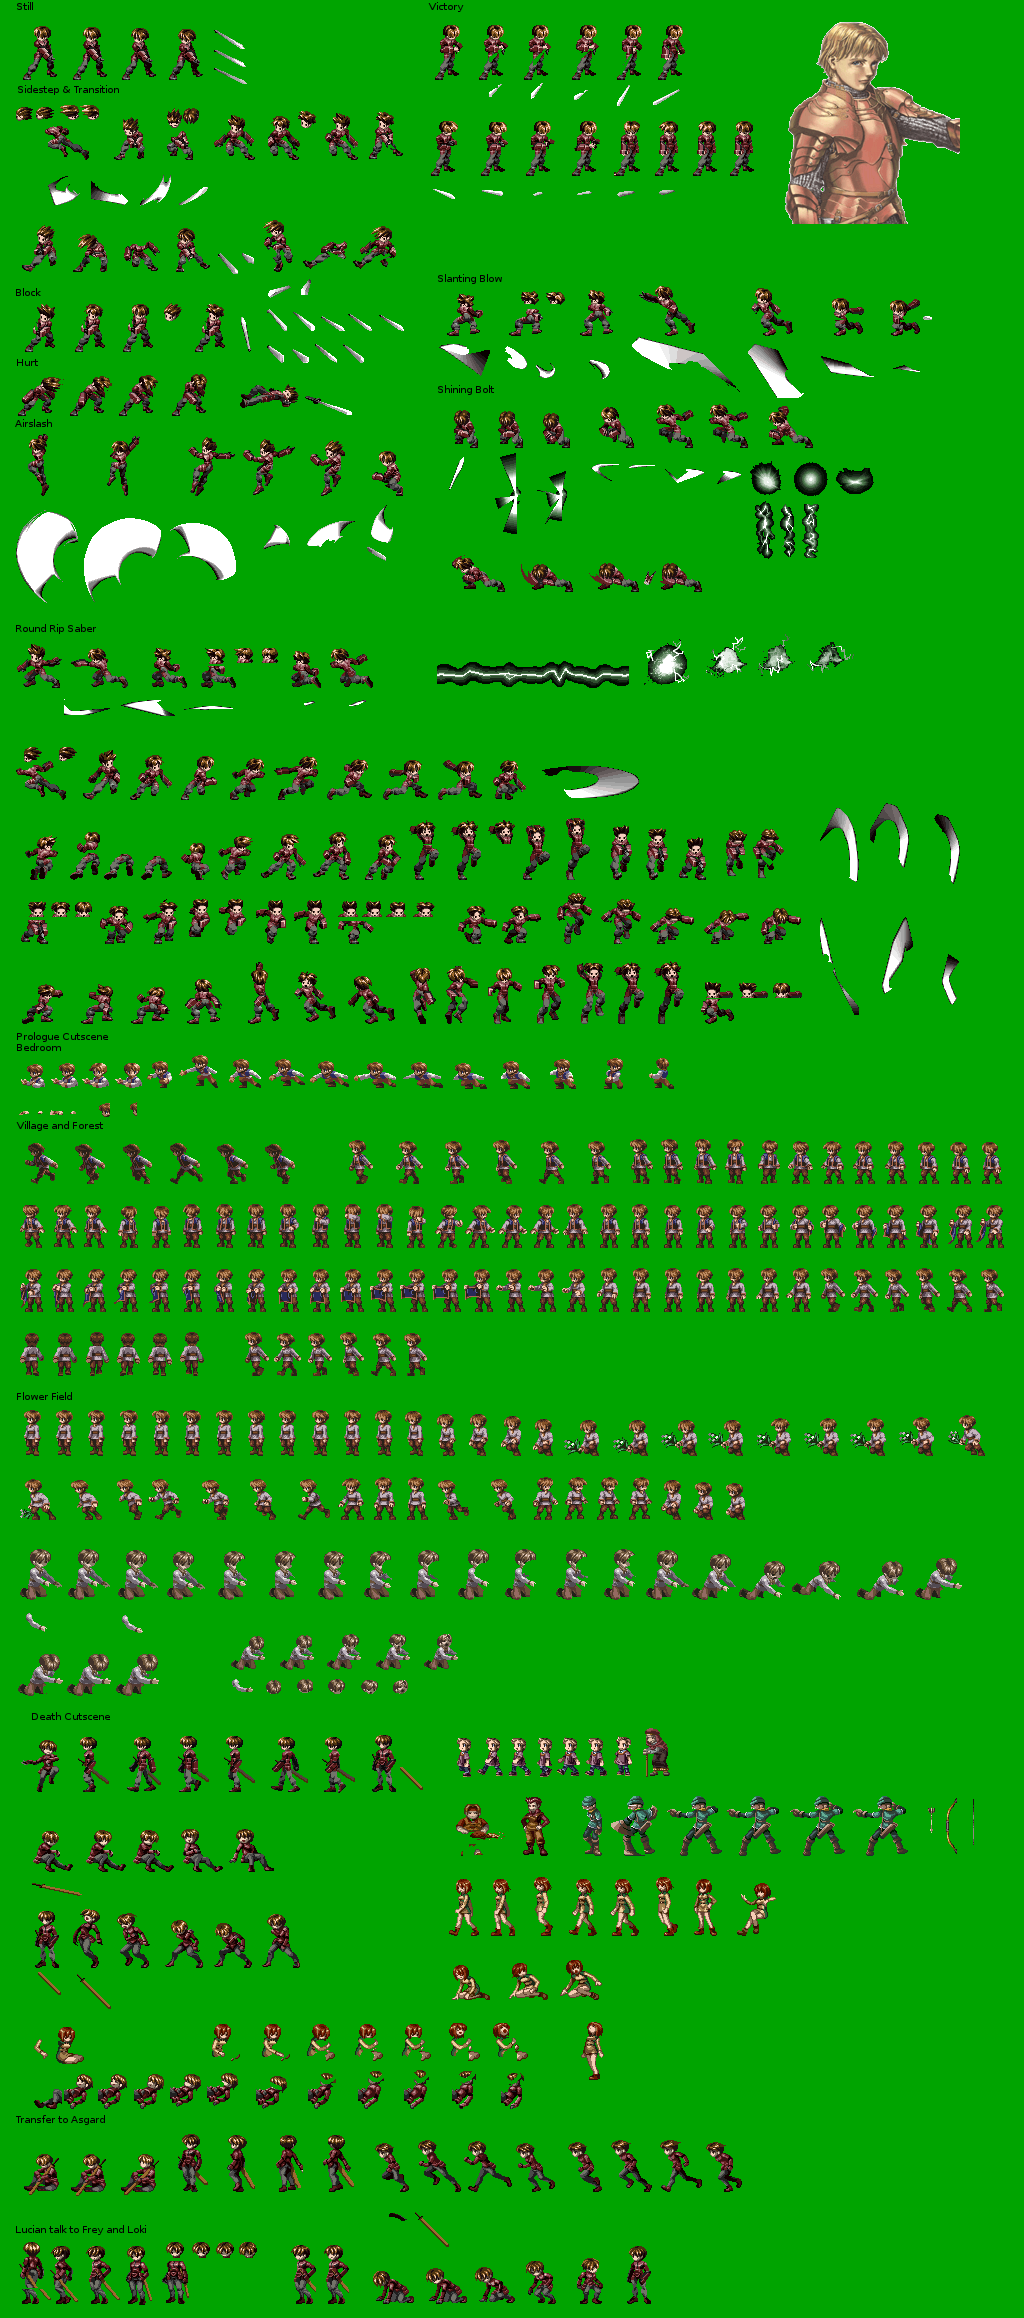 Still
Victory
Sidestep & Transition
Slanting Blow
Block
Hurt
Shining Bolt
Airslash
Round Rip Saber
Prologue Cutscene
Bedroom
Village and Forest
Flower Field
Death Cutscene
Transfer to Asgard
Lucian talk to Frey and Loki